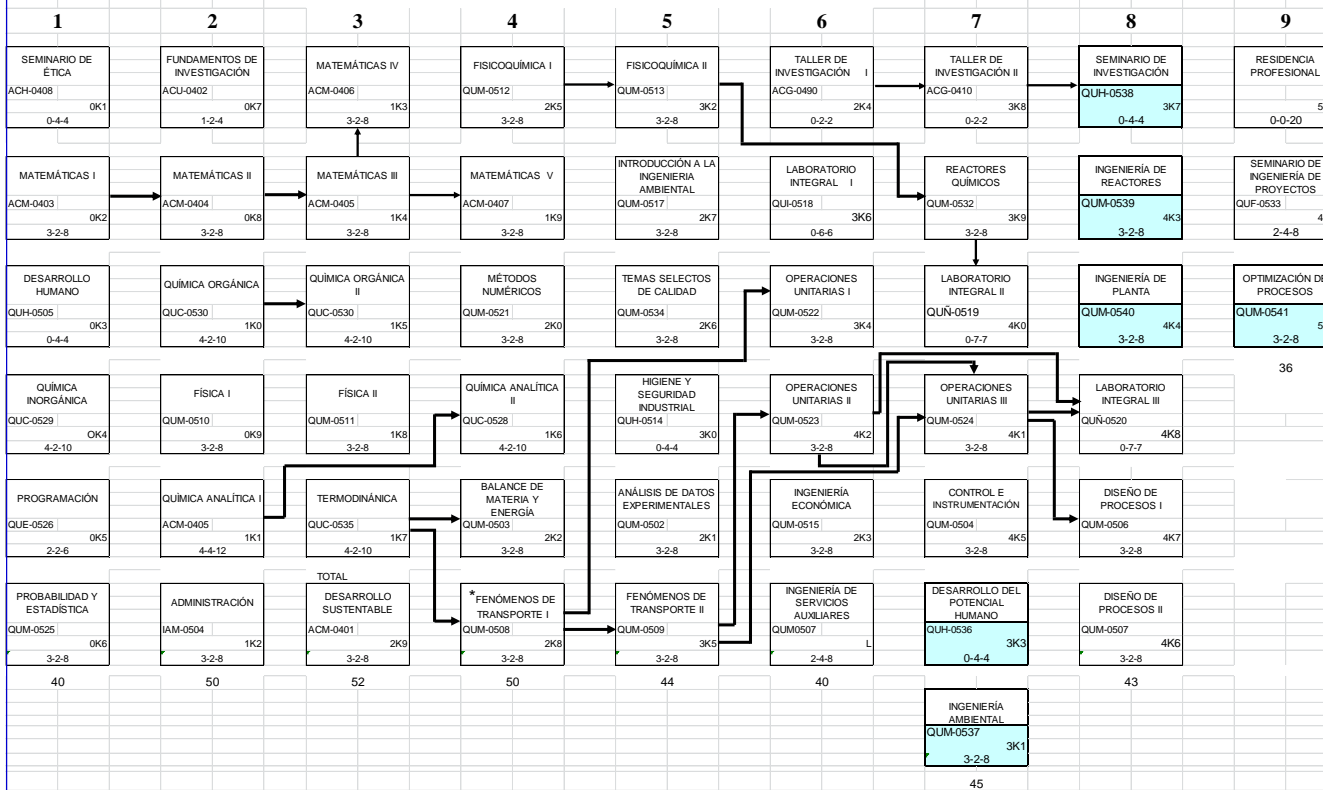 1 2 3 4 5 6 7 8 9
SEMINARIO DE
ÉTICA
ACH-0408
0K1
0-4-4
FUNDAMENTOS DE
INVESTIGACIÓN
ACU-0402
0K7
1-2-4
MATEMÁTICAS IV
ACM-0406
1K3
3-2-8
FISICOQUÍMICA I
QUM-0512
2K5
3-2-8
FISICOQUÍMICA II
QUM-0513
3K2
3-2-8
TALLER DE
INVESTIGACIÓN I
ACG-0490
2K4
0-2-2
TALLER DE
INVESTIGACIÓN II
ACG-0410
3K8
0-2-2
SEMINARIO DE
INVESTIGACIÓN
QUH-0538
3K7
0-4-4
RESIDENCIA
PROFESIONAL
5
0-0-20
MATEMÁTICAS I
ACM-0403
0K2
3-2-8
MATEMÁTICAS II
ACM-0404
0K8
3-2-8
MATEMÁTICAS III
ACM-0405
1K4
3-2-8
MATEMÁTICAS V
ACM-0407
1K9
3-2-8
INTRODUCCIÓN A LA
INGENIERIA
AMBIENTAL
QUM-0517
2K7
3-2-8
LABORATORIO
INTEGRAL I
QUI-0518
3K6
0-6-6
REACTORES
QUÍMICOS
QUM-0532
3K9
3-2-8
INGENIERÍA DE
REACTORES
QUM-0539
4K3
3-2-8
SEMINARIO DE
INGENIERÍA DE
PROYECTOS
QUF-0533
4
2-4-8
DESARROLLO
HUMANO
QUH-0505
0K3
0-4-4
QUÍMICA ORGÁNICA
QUC-0530
1K0
4-2-10
QUÍMICA ORGÁNICA
II
QUC-0530
1K5
4-2-10
MÉTODOS
NUMÉRICOS
QUM-0521
2K0
3-2-8
TEMAS SELECTOS
DE CALIDAD
QUM-0534
2K6
3-2-8
OPERACIONES
UNITARIAS I
QUM-0522
3K4
3-2-8
LABORATORIO
INTEGRAL II
QUÑ-0519
4K0
0-7-7
INGENIERÍA DE
PLANTA
QUM-0540
4K4
3-2-8
OPTIMIZACIÓN DE
PROCESOS
QUM-0541
5
3-2-8
36
QUÍMICA
INORGÁNICA
QUC-0529
OK4
4-2-10
FÍSICA I
QUM-0510
0K9
3-2-8
FÍSICA II
QUM-0511
1K8
3-2-8
QUÍMICA ANALÍTICA
II
QUC-0528
1K6
4-2-10
HIGIENE Y
SEGURIDAD
INDUSTRIAL
QUH-0514
3K0
0-4-4
OPERACIONES
UNITARIAS II
QUM-0523
4K2
3-2-8
OPERACIONES
UNITARIAS III
QUM-0524
4K1
3-2-8
LABORATORIO
INTEGRAL III
QUÑ-0520
4K8
0-7-7
PROGRAMACIÓN
QUE-0526
0K5
2-2-6
QUÌMICA ANALÍTICA I
ACM-0405
1K1
4-4-12
TERMODINÁNICA
QUC-0535
1K7
4-2-10
BALANCE DE
MATERIA Y
ENERGÍA
QUM-0503
2K2
3-2-8
ANÁLISIS DE DATOS
EXPERIMENTALES
QUM-0502
2K1
3-2-8
INGENIERÍA
ECONÓMICA
QUM-0515
2K3
3-2-8
CONTROL E
INSTRUMENTACIÓN
QUM-0504
4K5
3-2-8
DISEÑO DE
PROCESOS I
QUM-0506
4K7
3-2-8
TOTAL
PROBABILIDAD Y
ESTADÍSTICA
QUM-0525
0K6
3-2-8
ADMINISTRACIÓN
IAM-0504
1K2
3-2-8
DESARROLLO
SUSTENTABLE
ACM-0401
2K9
3-2-8
*FENÓMENOS DE
TRANSPORTE I
QUM-0508
2K8
3-2-8
FENÓMENOS DE
TRANSPORTE II
QUM-0509
3K5
3-2-8
INGENIERÍA DE
SERVICIOS
AUXILIARES
QUM0507
L
2-4-8
DESARROLLO DEL
POTENCIAL
HUMANO
QUH-0536
3K3
0-4-4
DISEÑO DE
PROCESOS II
QUM-0507
4K6
3-2-8
40 50 52 50 44 40 43
INGENIERÍA
AMBIENTAL
QUM-0537
3K1
3-2-8
45